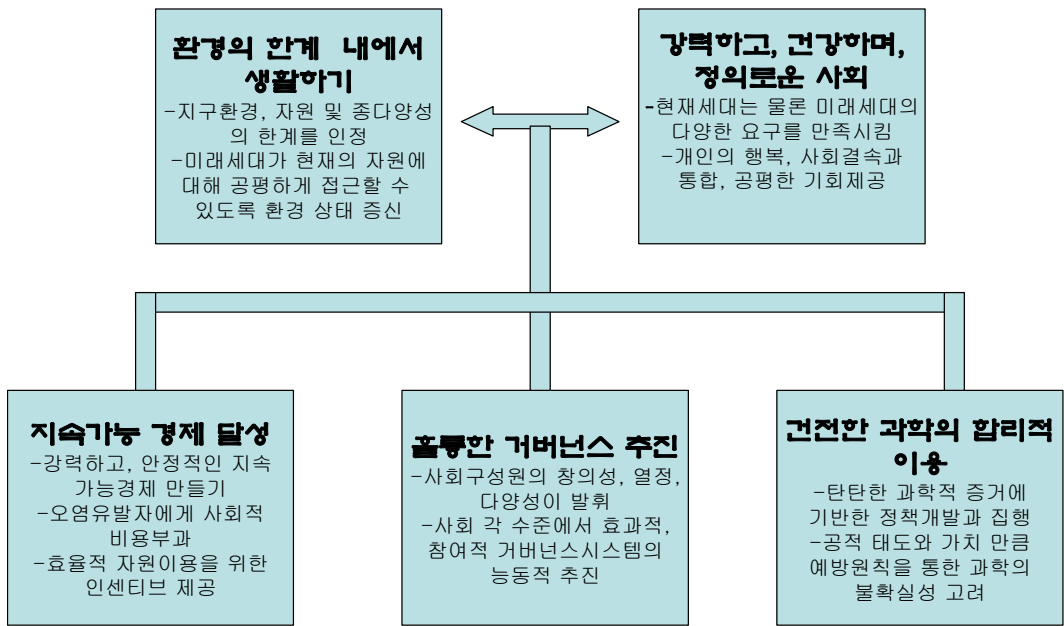 환경의 한계 내에서
생활하기
-지구환경, 자원 및 종다양성
의 한계를 인정
-미래세대가 현재의 자원에
대해 공평하게 접근할 수
있도록 환경 상태 증신
강력하고, 건강하며,
정의로운 사회
-현재세대는 물론 미래세대의
다양한 요구를 만족시킴
-개인의 행복, 사회결속과
통합, 공평한 기회제공
지속가능 경제 달성
-강력하고, 안정적인 지속
가능경제 만들기
-오염유발자에게 사회적
비용부과
-효율적 자원이용을 위한
인센티브 제공
훌륭한 거버넌스 추진
-사회구성원의 창의성, 열정,
다양성이 발휘
-사회 각 수준에서 효과적,
참여적 거버넌스시스템의
능동적 추진
건전한 과학의 합리적
이용
-탄탄한 과학적 증거에
기반한 정책개발과 집행
-공적 태도와 가치 만큼
예방원칙을 통한 과학의
불확실성 고려